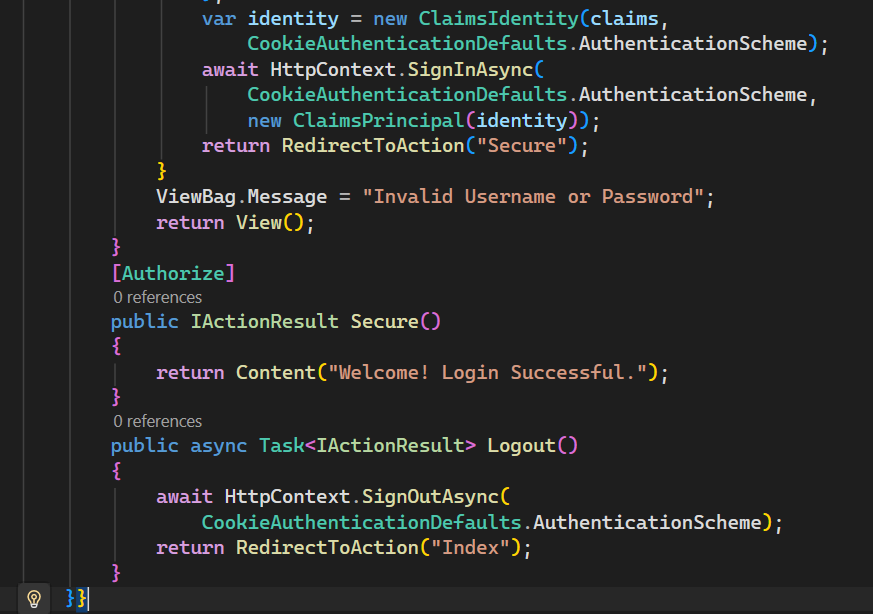 var identity = new ClaimsIdentity(claims,
CookieAuthenticationDefaults.AuthenticationScheme);
await HttpContext.SignInAsync(
CookieAuthenticationDefaults.AuthenticationScheme,
new ClaimsPrincipal(identity));
return RedirectToAction("Secure");
}
ViewBag.Message = "Invalid Username or Password";
return View();
}
[Authorize]
0 references
public IActionResult Secure()
{
return Content("Welcome! Login Successful.");
}
0 references
public async Task<IActionResult> Logout()
{
await HttpContext.SignOutAsync(
CookieAuthenticationDefaults.AuthenticationScheme);
return RedirectToAction("Index");
}
}}